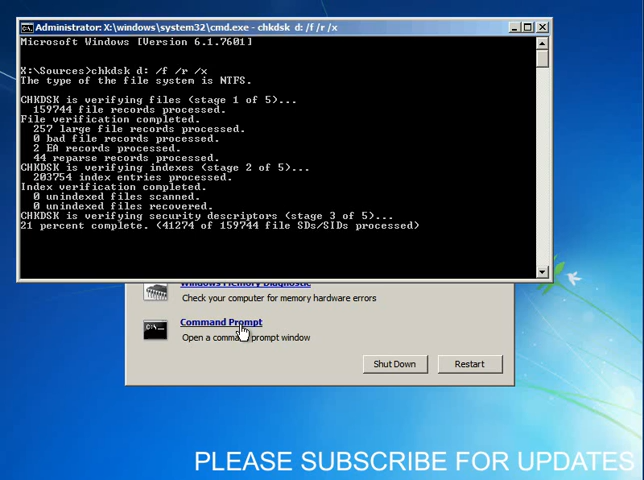 Administrator: X:\windows\system32\cmd.exe - chkdsk d: /f /r /x
Microsoft Windows [Version 6.1.7601]
X:\Sources>chkdsk d: /f /r /x
The type of the file system is NTFS.
CHKDSK is verifying files (stage 1 of 5)...
159744 file records processed.
File verification completed.
257 large file records processed.
0 bad file records processed.
2 EA records processed.
44 reparse records processed.
CHKDSK is verifying indexes (stage 2 of 5)...
203754 index entries processed.
Index verification completed.
0 unindexed files scanned.
0 unindexed files recovered.
CHKDSK is verifying security descriptors (stage 3 of 5)...
21 percent complete. (41274 of 159744 file SDs/SIDs processed)
Windows Memory Diagnostic
Check your computer for memory hardware errors
C:\_
Command Prompt
Open a command prompt window
Shut Down
Restart
PLEASE SUBSCRIBE FOR UPDATES